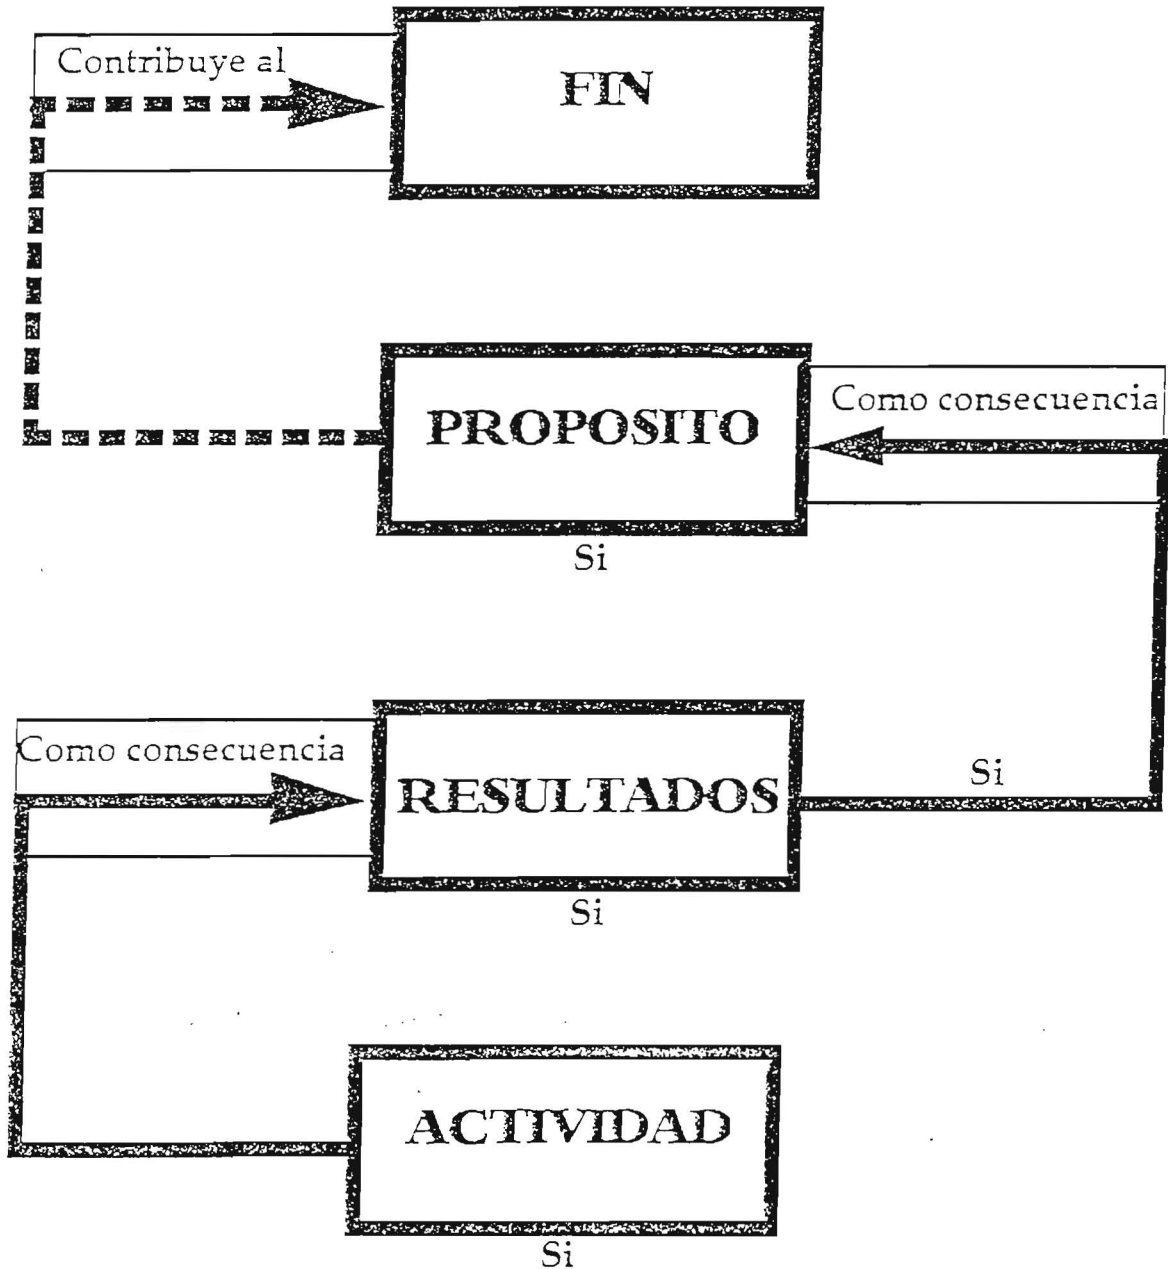 Contribuye al
FIN
PROPOSITO
Como consecuencia
Si
Como consecuencia
RESULTADOS
Si
Si
ACTIVIDAD
Si